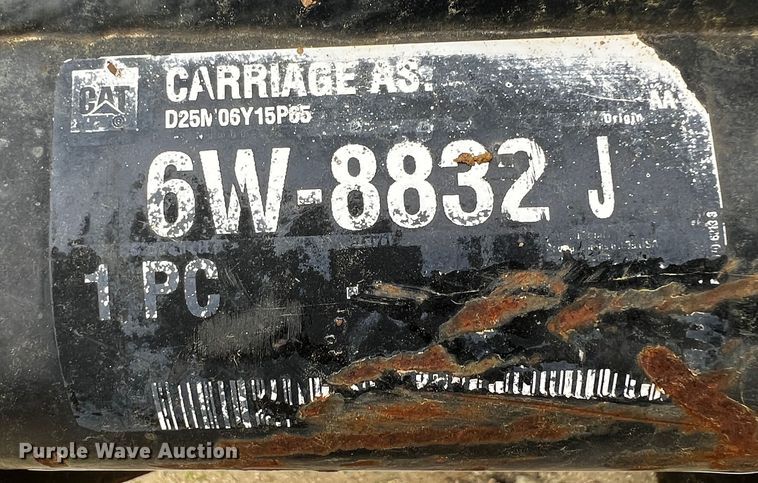 CAT
CARRIAGE AS.
D25M06Y15P65
Origin
AA
6W-8832 J
1 PC
Purple Wave Auction